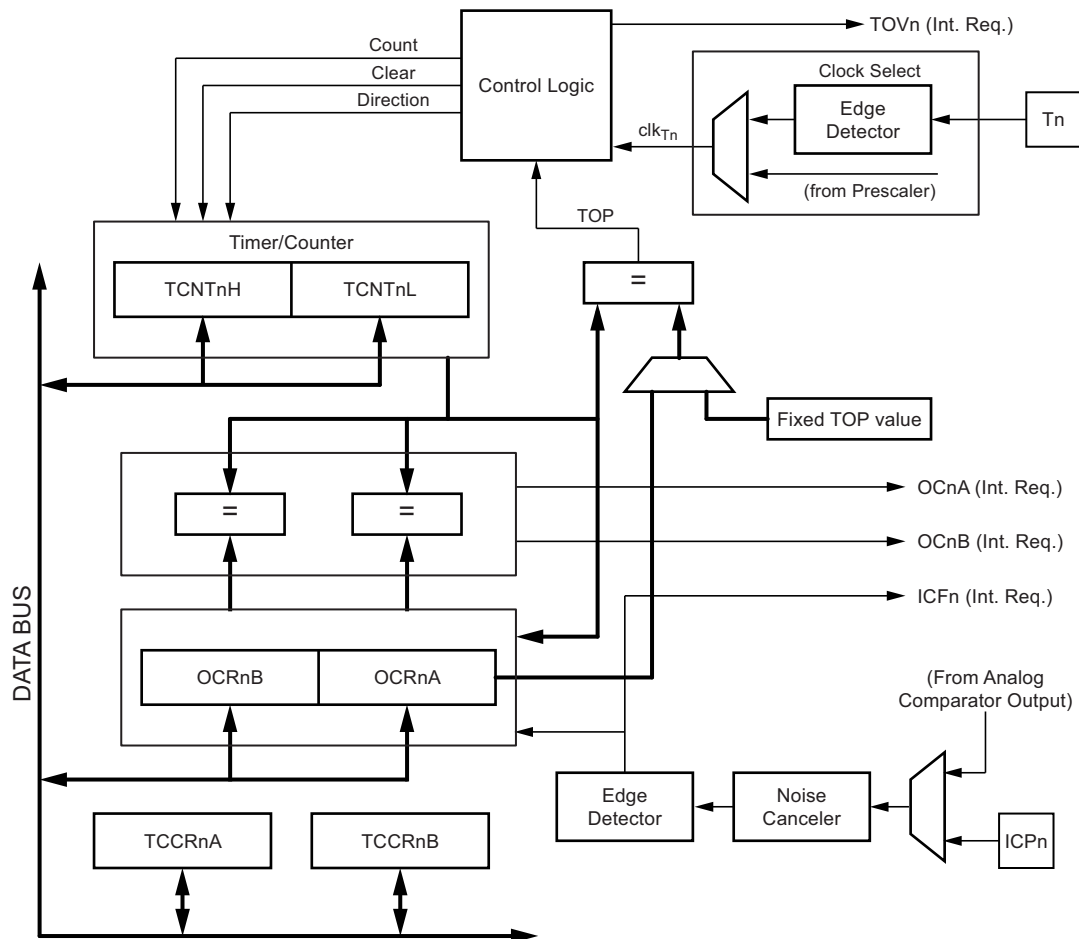 TOVn (Int. Req.)
Count
Clear
Direction
Control Logic
Clock Select
Edge
Detector
Tn
clkTn
(from Prescaler)
TOP
Timer/Counter
TCNTnH
TCNTnL
=
Fixed TOP value
=
=
OCnA (Int. Req.)
OCnB (Int. Req.)
ICFn (Int. Req.)
DATA BUS
OCRnB
OCRnA
(From Analog
Comparator Output)
Edge
Detector
Noise
Canceler
ICPn
TCCRnA
TCCRnB